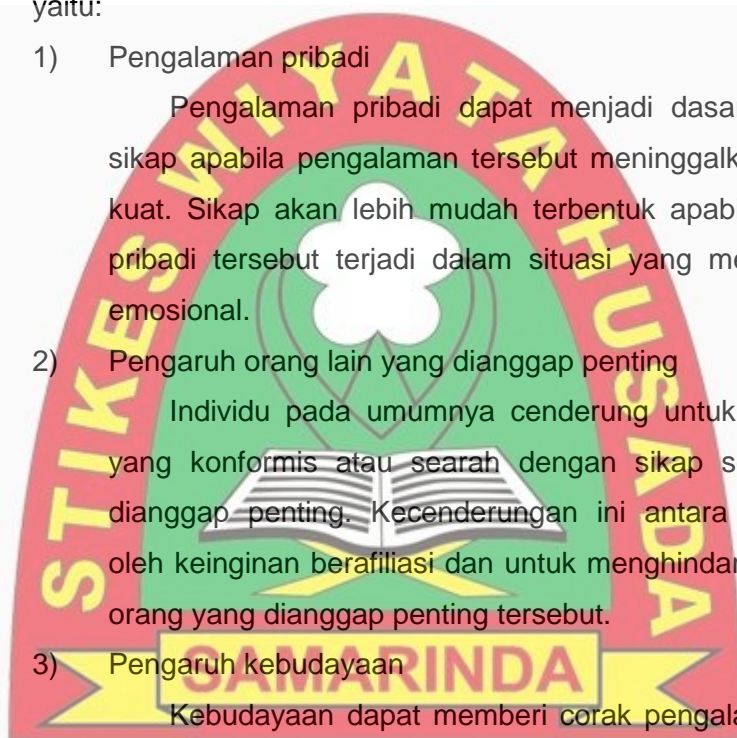 yaitu:
1) Pengalaman pribadi
Pengalaman pribadi dapat menjadi dasa
sikap apabila pengalaman tersebut meninggalk
kuat. Sikap akan lebih mudah terbentuk apab
pribadi tersebut terjadi dalam situasi yang me
emosional.
2) Pengaruh orang lain yang dianggap penting
Individu pada umumnya cenderung untuk
yang konformis atau searah dengan sikap s
dianggap penting. Kecenderungan ini antara
oleh keinginan berafiliasi dan untuk menghindar
orang yang dianggap penting tersebut.
3) Pengaruh kebudayaan
Kebudayaan dapat memberi corak pengala
STIKES WIYATA HUSADA
SAMARINDA